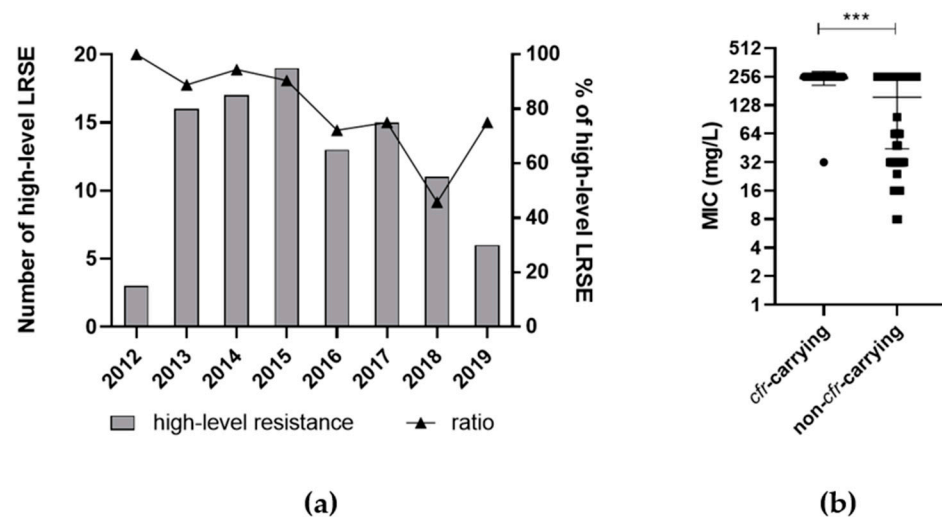 Number of high-level LRSE
20
15
10
5
0
100
80
60
40
20
0
% of high-level LRSE
2012 2013 2014 2015 2016 2017 2018 2019
high-level resistance ratio
(a)
***
MIC (mg/L)
512
256
128
64
32
16
8
4
2
1
cfr-carrying
non-cfr-carrying
(b)